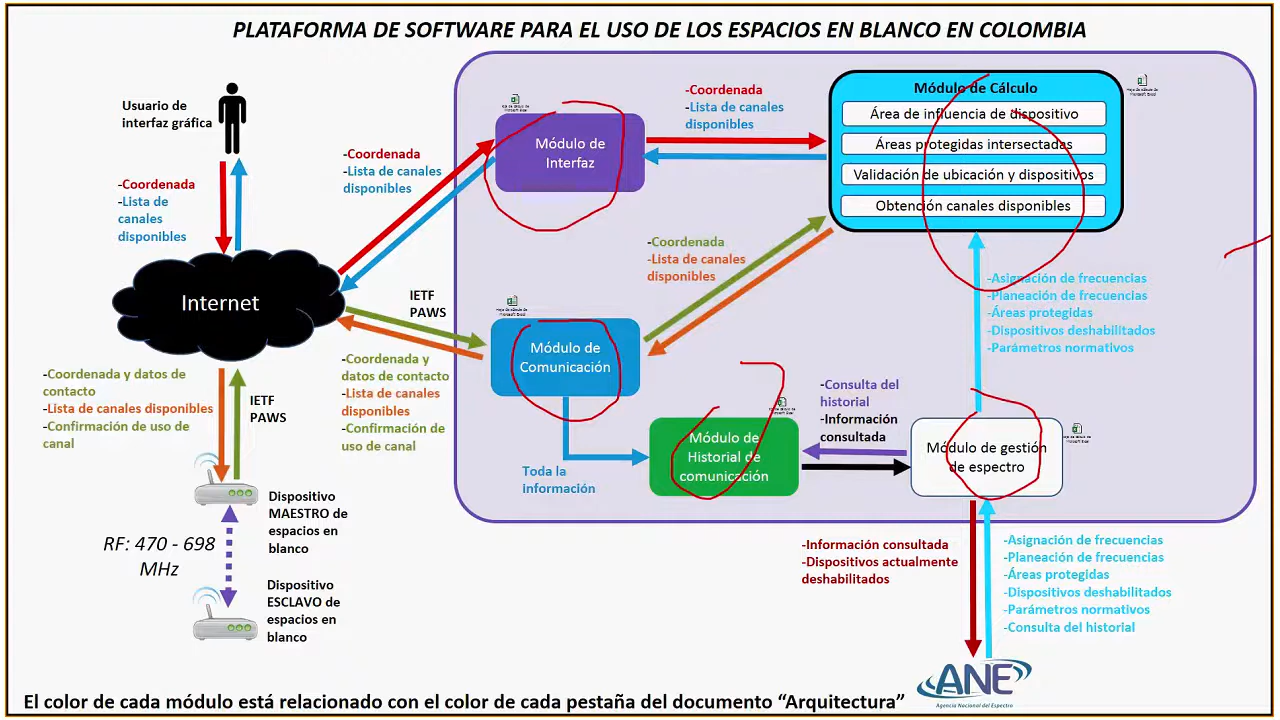 PLATAFORMA DE SOFTWARE PARA EL USO DE LOS ESPACIOS EN BLANCO EN COLOMBIA
Usuario de
interfaz gráfica
-Coordenada
-Lista de
canales
disponibles
-Coordenada
-Lista de canales
disponibles
Módulo de
Interfaz
-Coordenada
-Lista de canales
disponibles
Módulo de Cálculo
Área de influencia de dispositivo
Áreas protegidas intersectadas
Validación de ubicación y dispositivos
Obtención canales disponibles
Internet
IETF
PAWS
-Coordenada
-Lista de canales
disponibles
-Asignación de frecuencias
-Planeación de frecuencias
-Áreas protegidas
-Dispositivos deshabilitados
-Parámetros normativos
Módulo de
Comunicación
-Coordenada y datos de
contacto
-Lista de canales disponibles
-Confirmación de uso de
canal
IETF
PAWS
-Coordenada y
datos de contacto
-Lista de canales
disponibles
-Confirmación de
uso de canal
Toda la
información
Módulo de
Historial de
comunicación
-Consulta del
historial
-Información
consultada
Módulo de gestión
de espectro
Dispositivo
MAESTRO de
espacios en
blanco
RF: 470 - 698
MHz
Dispositivo
ESCLAVO de
espacios en
blanco
-Información consultada
-Dispositivos actualmente
deshabilitados
-Asignación de frecuencias
-Planeación de frecuencias
-Áreas protegidas
-Dispositivos deshabilitados
-Parámetros normativos
-Consulta del historial
ANE
Agencia Nacional del Espectro
El color de cada módulo está relacionado con el color de cada pestaña del documento “Arquitectura”